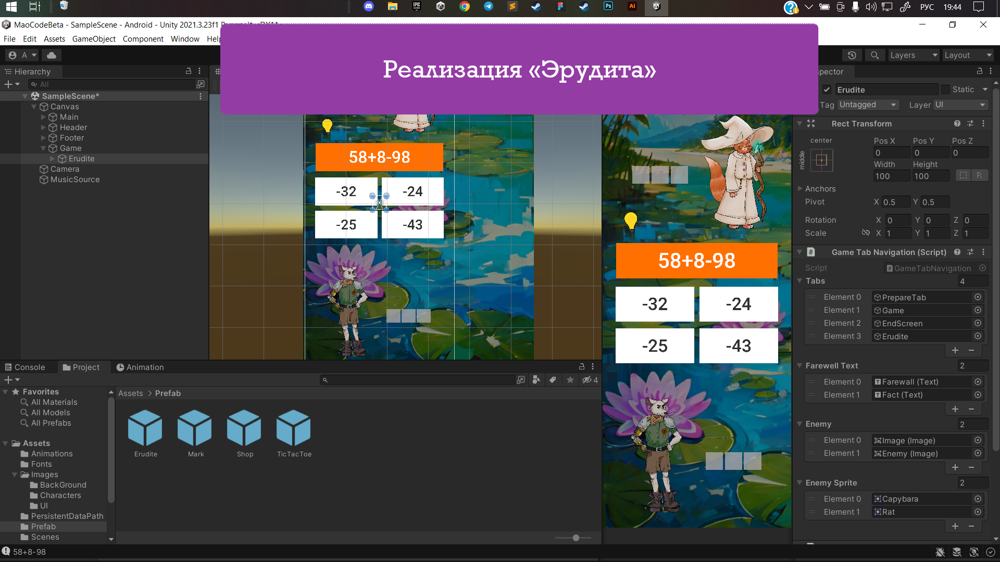 РУС
19:44
MaoCodeBeta - SampleScene - Android - Unity 2021.3.23f1
File Edit Assets GameObject Component Window Help
Реализация «Эрудита»
A
Layers
Layout
Hierarchy
All
SampleScene*
Canvas
Main
Header
Footer
Game
Erudite
Camera
MusicSource
58+8-98
-32 -24
-25 -43
58+8-98
-32 -24
-25 -43
Erudite
Static
Tag Untagged Layer UI
Rect Transform
center
middle
Pos X Pos Y Pos Z
0 0 0
Width Height
100 100
R
Anchors
Pivot X 0.5 Y 0.5
Rotation X 0 Y 0 Z 0
Scale X 1 Y 1 Z 1
Game Tab Navigation (Script)
Script GameTabNavigation
Tabs 4
Element 0 PrepareTab
Element 1 Game
Element 2 EndScreen
Element 3 Erudite
Farewell Text 2
Element 0 Farewall (Text)
Element 1 Fact (Text)
Enemy 2
Element 0 Image (Image)
Element 1 Enemy (Image)
Enemy Sprite 2
Element 0 Capybara
Element 1 Rat
Console Project Animation
4
Favorites
All Materials
All Models
All Prefabs
Assets
Animations
Fonts
Images
BackGround
Characters
UI
PersistentDataPath
Prefab
Scenes
Assets > Prefab
Erudite Mark Shop TicTacToe
58+8-98